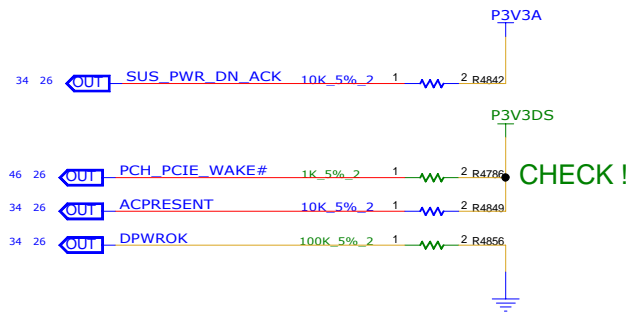 P3V3A
34 26 OUT SUS_PWR_DN_ACK 10K_5%_2 1 2 R4842
P3V3DS
46 26 OUT PCH_PCIE_WAKE# 1K_5%_2 1 2 R4786 CHECK !
34 26 OUT ACPRESENT 10K_5%_2 1 2 R4849
34 26 OUT DPWROK 100K_5%_2 1 2 R4856